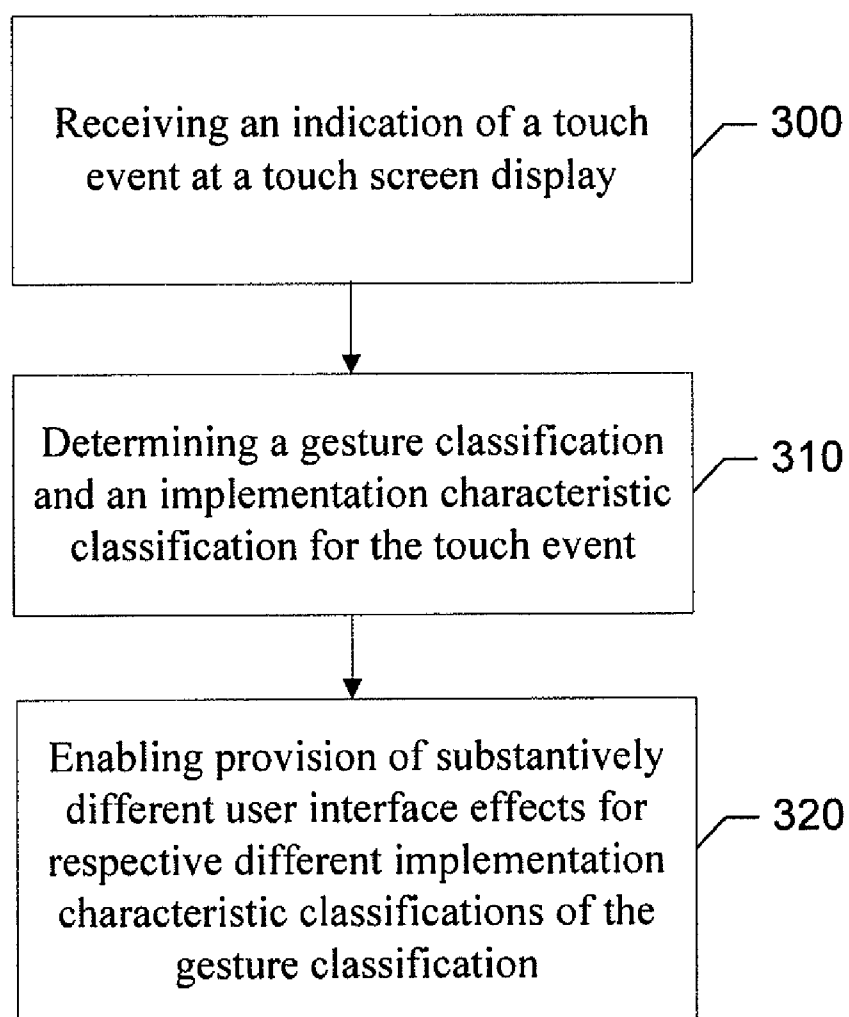 Receiving an indication of a touch
event at a touch screen display
300
Determining a gesture classification
and an implementation characteristic
classification for the touch event
310
Enabling provision of substantively
different user interface effects for
respective different implementation
characteristic classifications of the
gesture classification
320